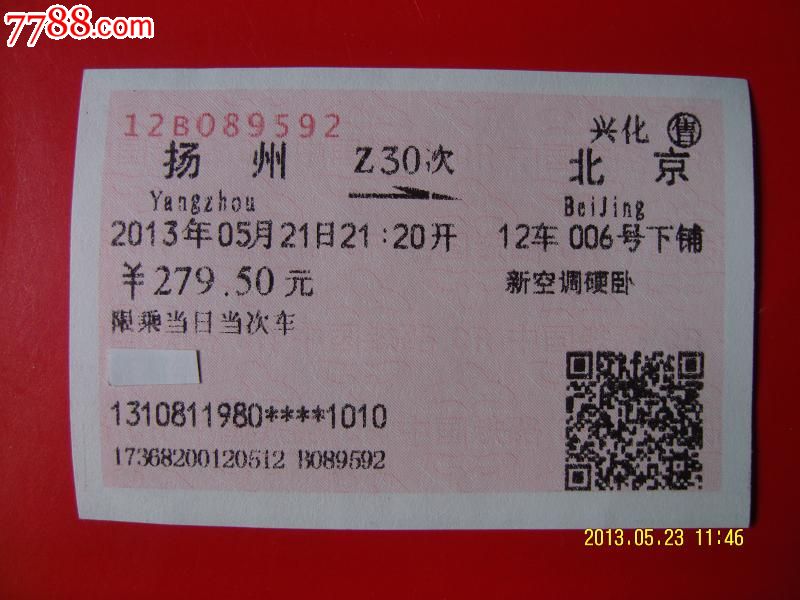 7788.com
12B089592
兴化 售
扬州 Z30次 北京
Yangzhou BeiJing
2013年05月21日21:20开 12车 006号下铺
￥279.50元 新空调硬卧
限乘当日当次车
1310811980****1010
17368200120512 B089592
2013.05.23 11:46